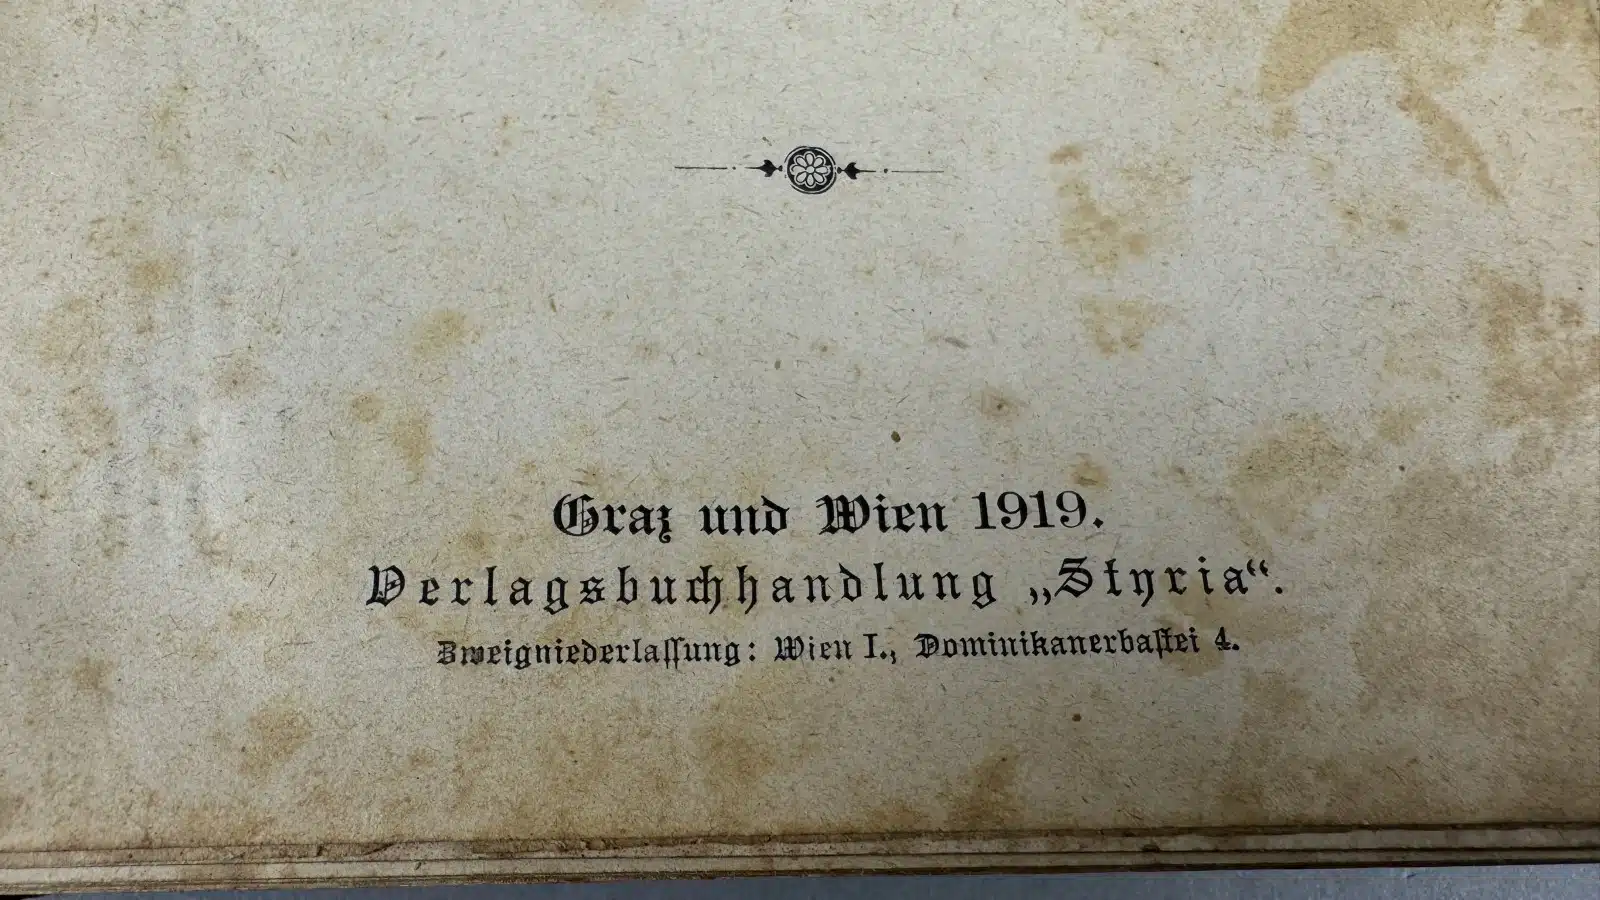 Graz und Wien 1919.
Verlagsbuchhandlung „Styria“.
Zweigniederlaſſung: Wien I., Dominikanerbaſtei 4.